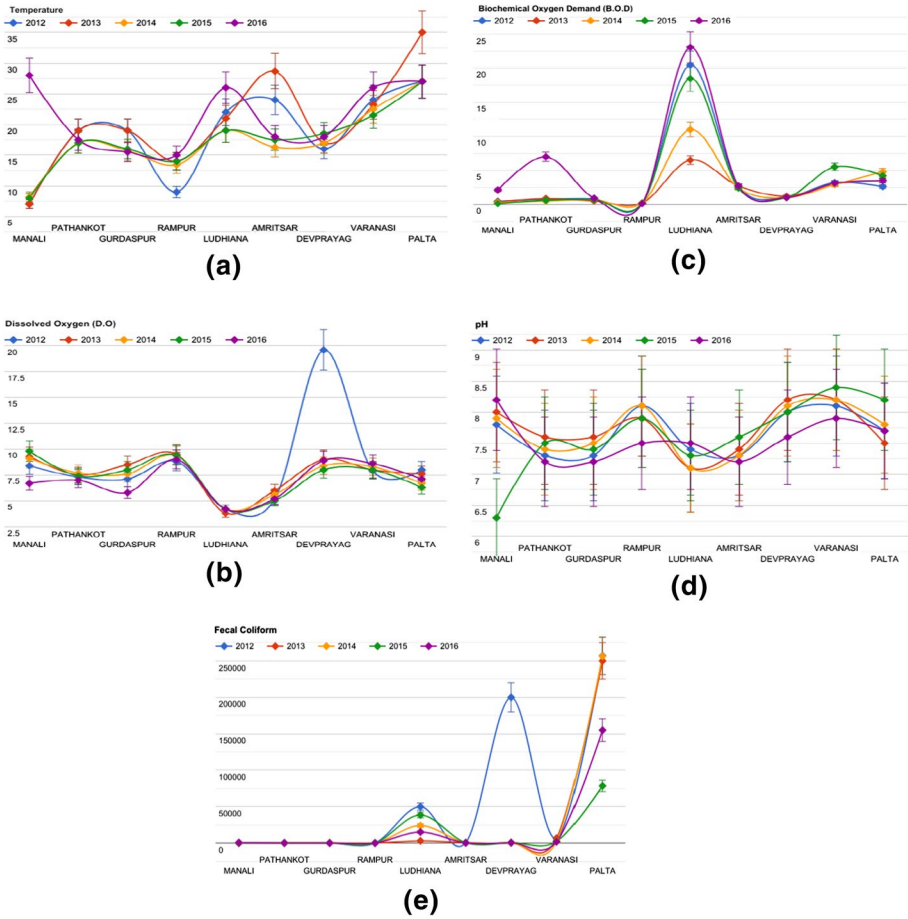 Temperature
2012 2013 2014 2015 2016
35
30
25
20
15
10
5
MANALI PATHANKOT GURDASPUR RAMPUR LUDHIANA AMRITSAR DEVPRAYAG VARANASI PALTA
(a)
Biochemical Oxygen Demand (B.O.D)
2012 2013 2014 2015 2016
25
20
15
10
5
0
MANALI PATHANKOT GURDASPUR RAMPUR LUDHIANA AMRITSAR DEVPRAYAG VARANASI PALTA
(c)
Dissolved Oxygen (D.O)
2012 2013 2014 2015 2016
20
17.5
15
12.5
10
7.5
5
2.5
MANALI PATHANKOT GURDASPUR RAMPUR LUDHIANA AMRITSAR DEVPRAYAG VARANASI PALTA
(b)
pH
2012 2013 2014 2015 2016
9
8.5
8
7.5
7
6.5
6
MANALI PATHANKOT GURDASPUR RAMPUR LUDHIANA AMRITSAR DEVPRAYAG VARANASI PALTA
(d)
Fecal Coliform
2012 2013 2014 2015 2016
250000
200000
150000
100000
50000
0
MANALI PATHANKOT GURDASPUR RAMPUR LUDHIANA AMRITSAR DEVPRAYAG VARANASI PALTA
(e)